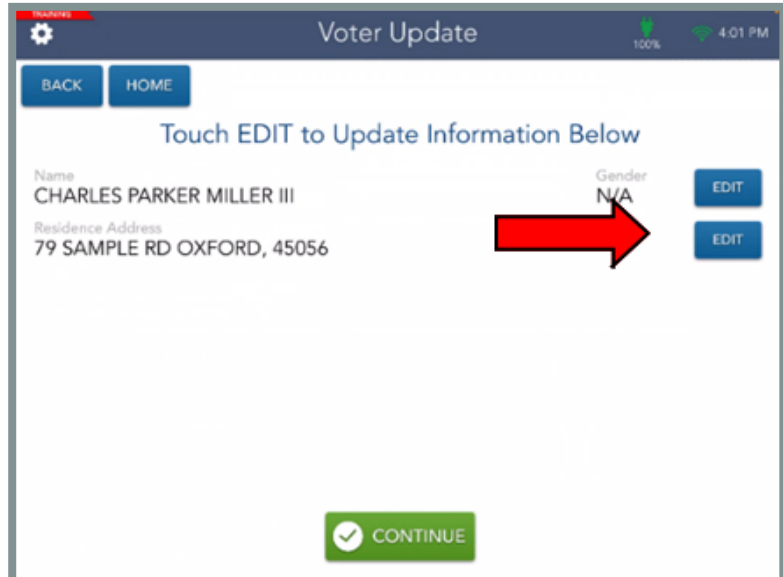 TRAINING
Voter Update
100%
4:01 PM
BACK
HOME
Touch EDIT to Update Information Below
Name
Gender
CHARLES PARKER MILLER III
N/A
EDIT
Residence Address
79 SAMPLE RD OXFORD, 45056
EDIT
CONTINUE